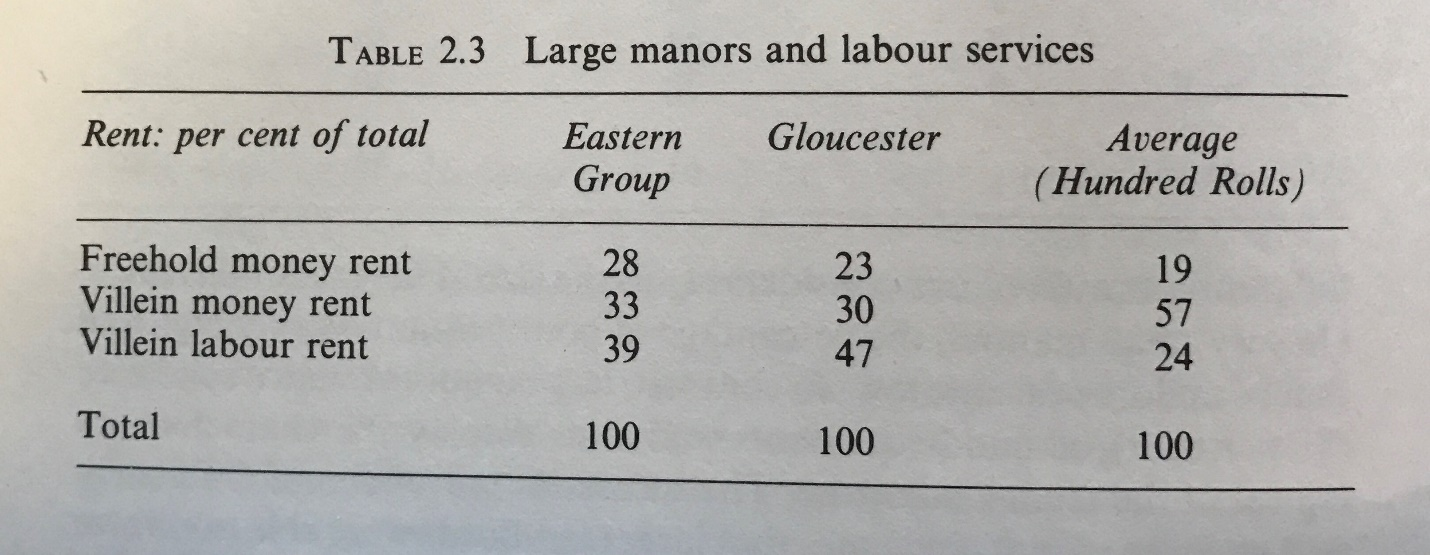 TABLE 2.3 Large manors and labour services
Rent: per cent of total Eastern Group Gloucester Average (Hundred Rolls)
Freehold money rent 28 23 19
Villein money rent 33 30 57
Villein labour rent 39 47 24
Total 100 100 100